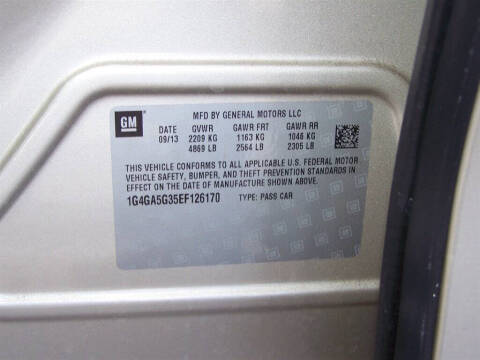 MFD BY GENERAL MOTORS LLC
GM
DATE GVWR GAWR FRT GAWR RR
09/13 2209 KG 1163 KG 1046 KG
4869 LB 2564 LB 2305 LB
THIS VEHICLE CONFORMS TO ALL APPLICABLE U.S. FEDERAL MOTOR
VEHICLE SAFETY, BUMPER, AND THEFT PREVENTION STANDARDS IN
EFFECT ON THE DATE OF MANUFACTURE SHOWN ABOVE.
1G4GA5G35EF126170 TYPE: PASS CAR